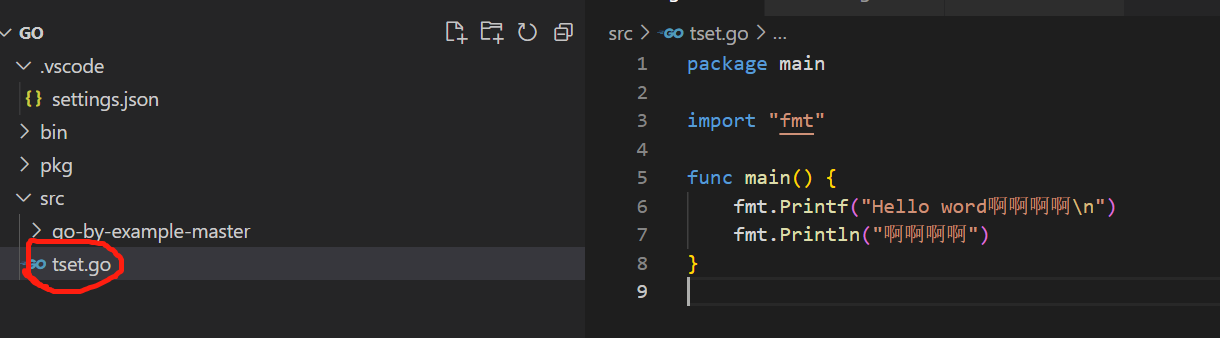 GO
.vscode
{} settings.json
bin
pkg
src
go-by-example-master
GO tset.go
src > GO tset.go > ...
1 package main
2
3 import "fmt"
4
5 func main() {
6 fmt.Printf("Hello word啊啊啊啊\n")
7 fmt.Println("啊啊啊啊")
8 }
9